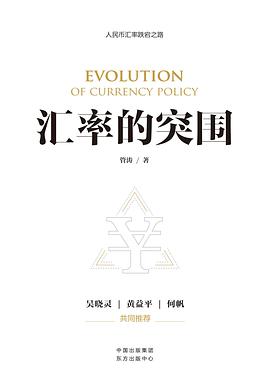 人民币汇率跌宕之路
EVOLUTION
OF CURRENCY POLICY
汇率的突围
管涛 / 著
吴晓灵 | 黄益平 | 何帆
共同推荐
中国出版集团
东方出版中心